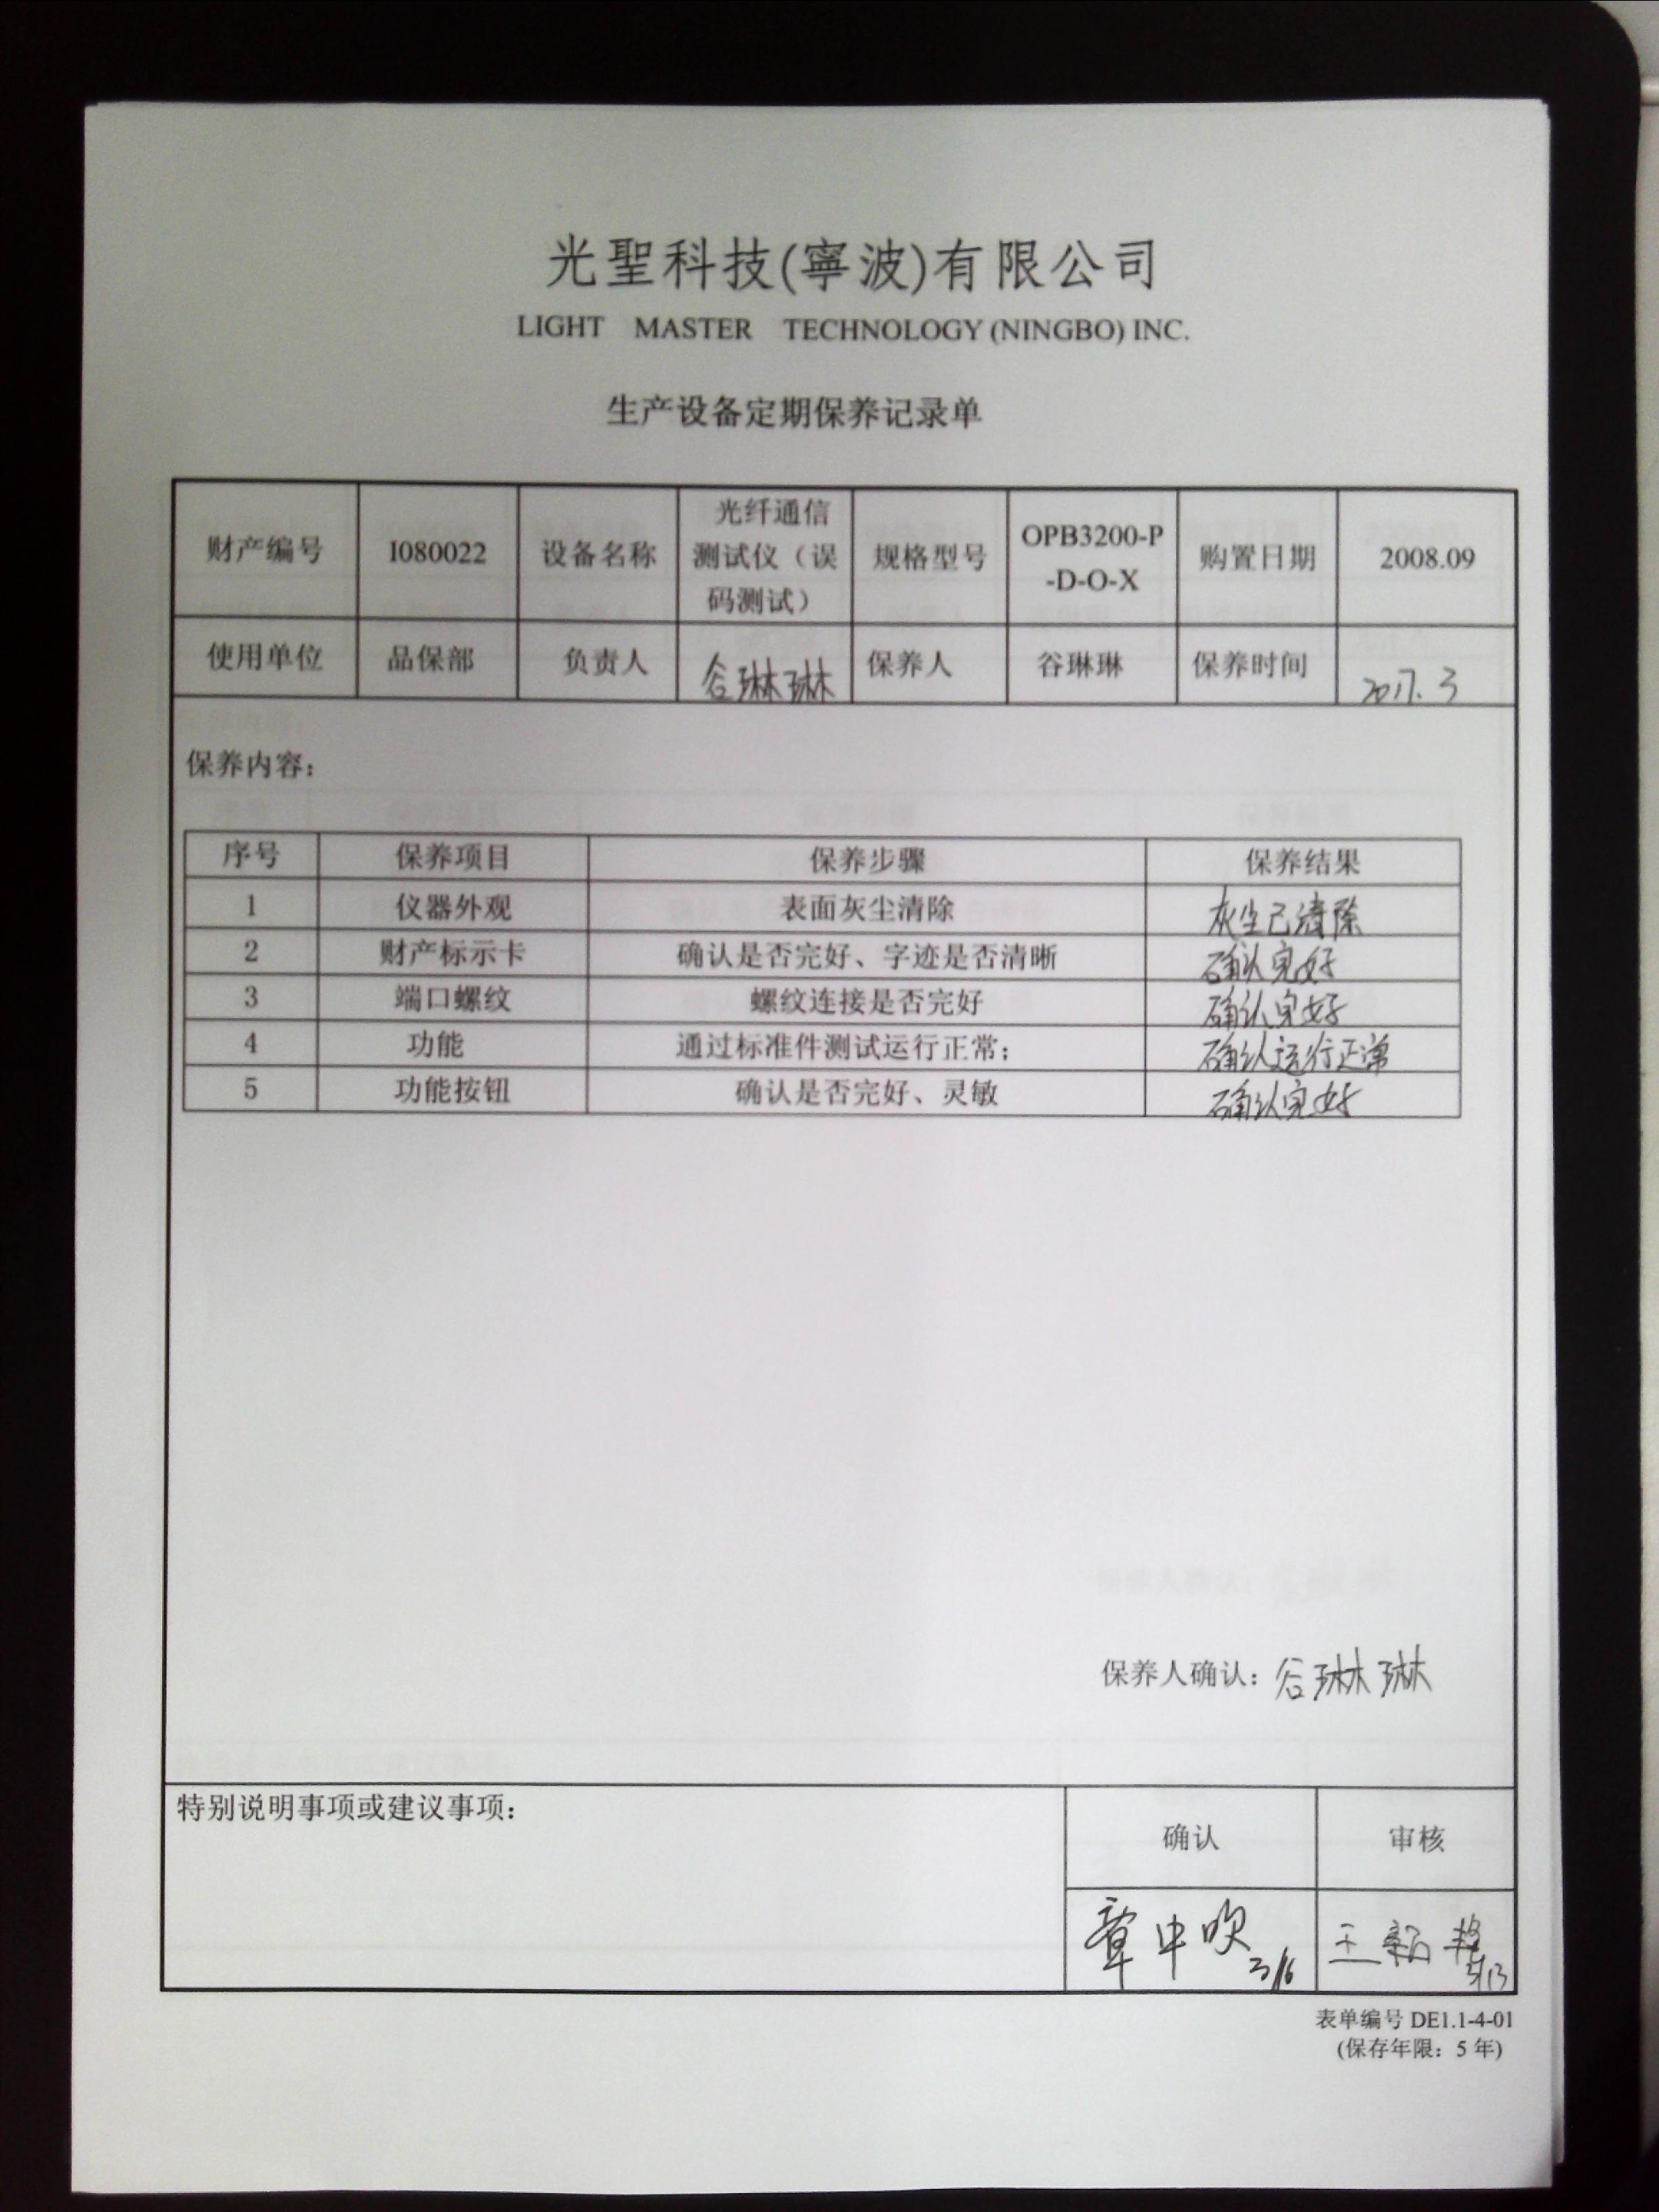 光聖科技(寧波)有限公司
LIGHT MASTER TECHNOLOGY (NINGBO) INC.
生产设备定期保养记录单
财产编号 I080022 设备名称 光纤通信测试仪（误码测试） 规格型号 OPB3200-P-D-O-X 购置日期 2008.09
使用单位 品保部 负责人 谷琳琳 保养人 谷琳琳 保养时间 2017.3
保养内容：
序号 保养项目 保养步骤 保养结果
1 仪器外观 表面灰尘清除 灰尘已清除
2 财产标示卡 确认是否完好、字迹是否清晰 确认完好
3 端口螺纹 螺纹连接是否完好 确认完好
4 功能 通过标准件测试运行正常； 确认运行正常
5 功能按钮 确认是否完好、灵敏 确认完好
保养人确认：谷琳琳
特别说明事项或建议事项：
确认 审核
章中 3/6 王 3/13
表单编号 DE1.1-4-01
(保存年限：5 年)